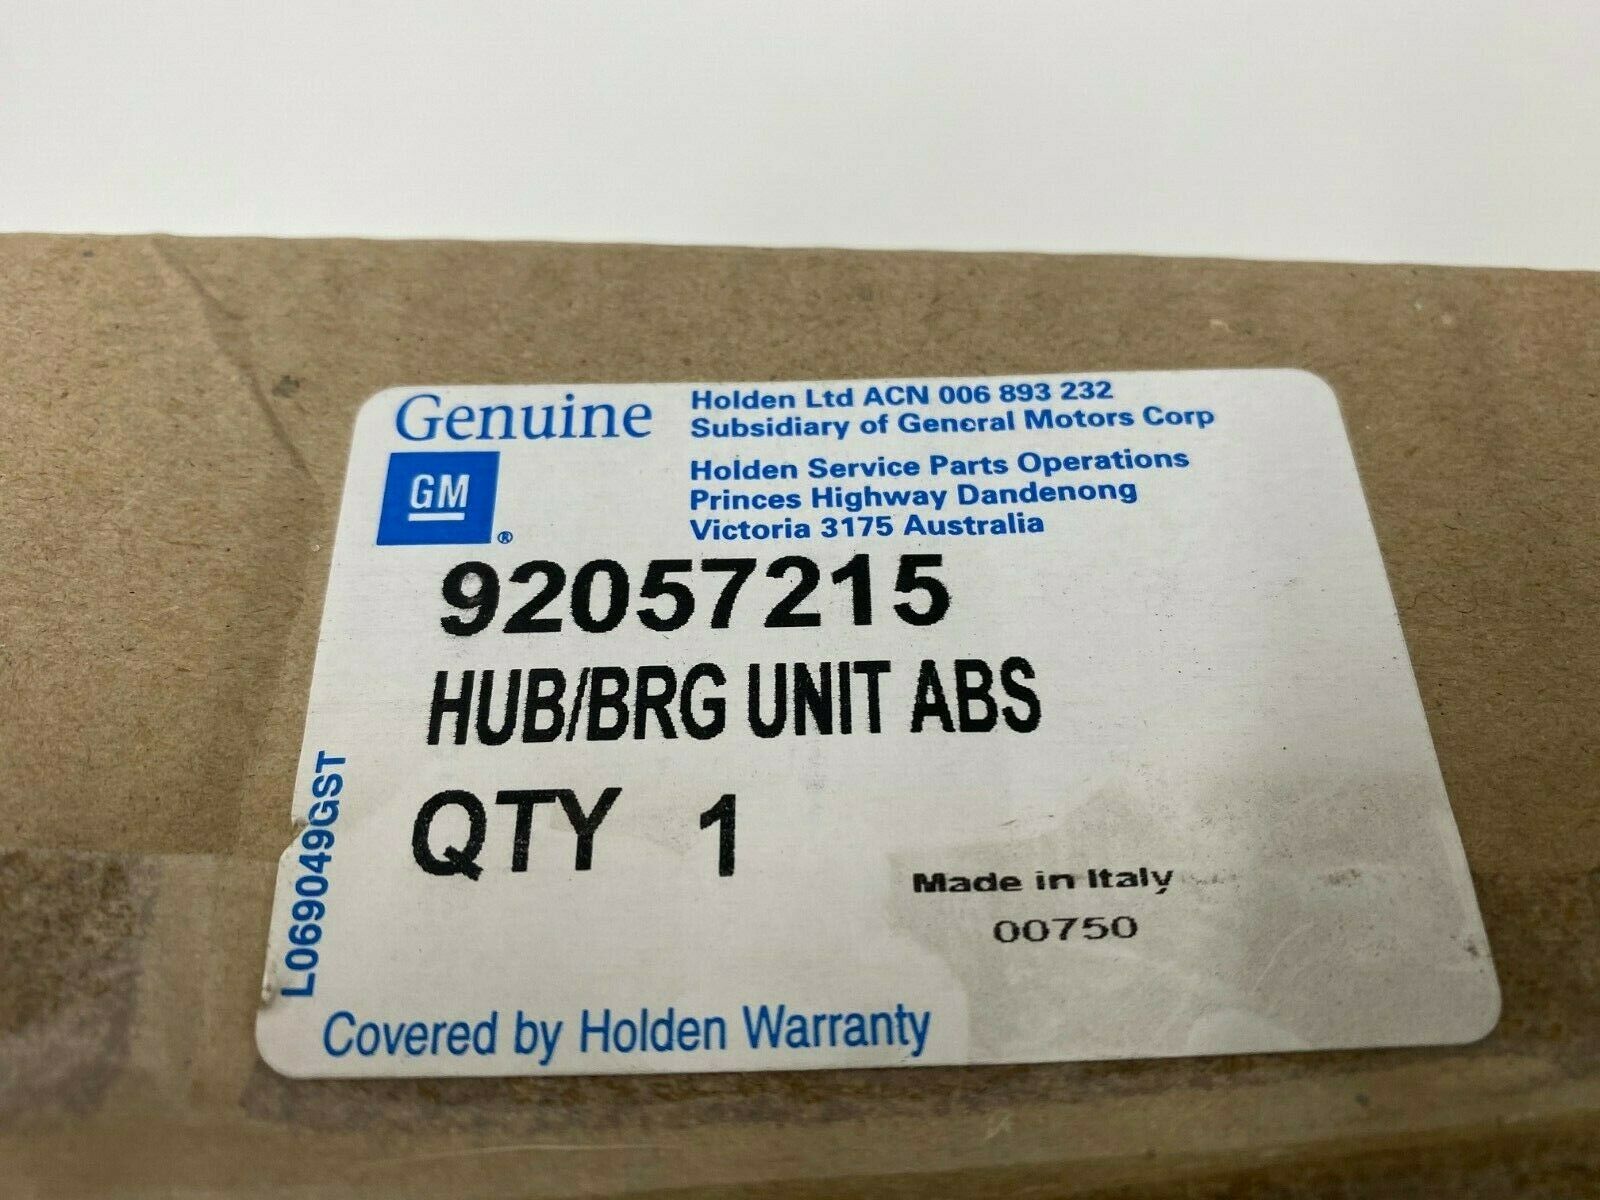 Genuine
GM
®
Holden Ltd ACN 006 893 232
Subsidiary of General Motors Corp
Holden Service Parts Operations
Princes Highway Dandenong
Victoria 3175 Australia
92057215
HUB/BRG UNIT ABS
QTY 1
Made in Italy
00750
L069049GST
Covered by Holden Warranty